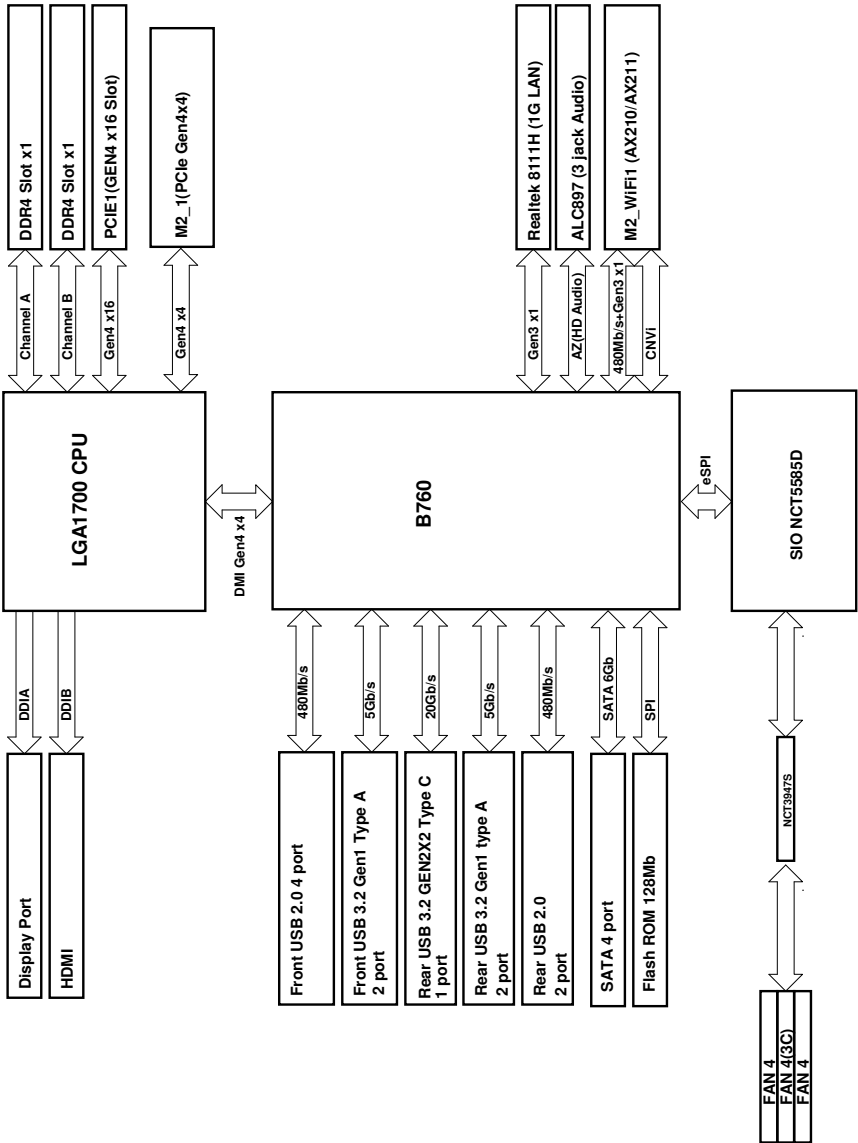 DDR4 Slot x1
DDR4 Slot x1
PCIE1(GEN4 x16 Slot)
M2_1(PCIe Gen4x4)
Channel A
Channel B
Gen4 x16
Gen4 x4
LGA1700 CPU
DDIA
DDIB
Display Port
HDMI
DMI Gen4 x4
Realtek 8111H (1G LAN)
ALC897 (3 jack Audio)
M2_WiFi1 (AX210/AX211)
Gen3 x1
AZ(HD Audio)
480Mb/s+Gen3 x1
CNVi
B760
480Mb/s
5Gb/s
20Gb/s
5Gb/s
480Mb/s
SATA 6Gb
SPI
Front USB 2.0 4 port
Front USB 3.2 Gen1 Type A
2 port
Rear USB 3.2 GEN2X2 Type C
1 port
Rear USB 3.2 Gen1 type A
2 port
Rear USB 2.0
2 port
SATA 4 port
Flash ROM 128Mb
eSPI
SIO NCT5585D
NCT3947S
FAN 4
FAN 4(3C)
FAN 4